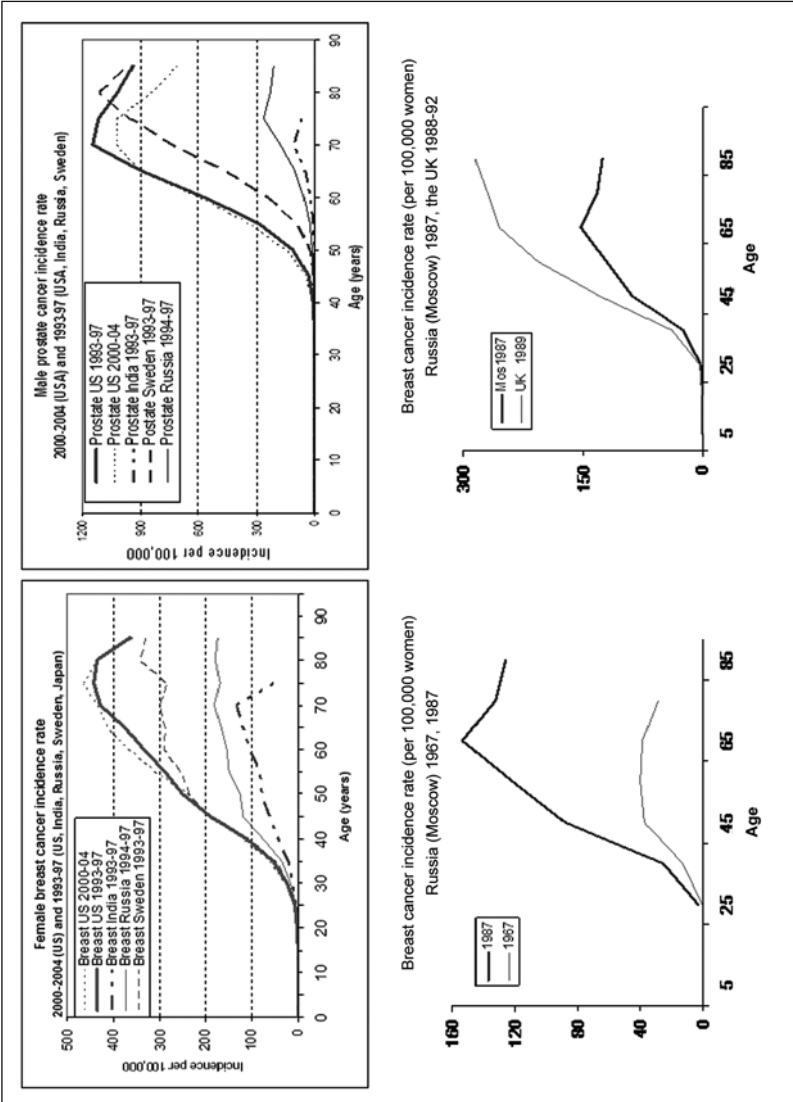 Female breast cancer incidence rate
2000-2004 (US) and 1993-97 (US, India, Russia, Sweden, Japan)
Breast US 2000-04
Breast US 1993-97
Breast India 1993-97
Breast Russia 1994-97
Breast Sweden 1993-97
Incidence per 100,000
500
400
300
200
100
0
0 10 20 30 40 50 60 70 80 90
Age (years)
Male prostate cancer incidence rate
2000-2004 (USA) and 1993-97 (USA, India, Russia, Sweden)
Prostate US 1993-97
Prostate US 2000-04
Prostate India 1993-97
Postate Sweden 1993-97
Prostate Russia 1994-97
Incidence per 100,000
1200
900
600
300
0
0 10 20 30 40 50 60 70 80 90
Age (years)
Breast cancer incidence rate (per 100,000 women)
Russia (Moscow) 1967, 1987
1987
1967
160
120
80
40
0
5 25 45 65 85
Age
Breast cancer incidence rate (per 100,000 women)
Russia (Moscow) 1987, the UK 1988-92
Mos1987
UK 1989
300
150
0
5 25 45 65 85
Age